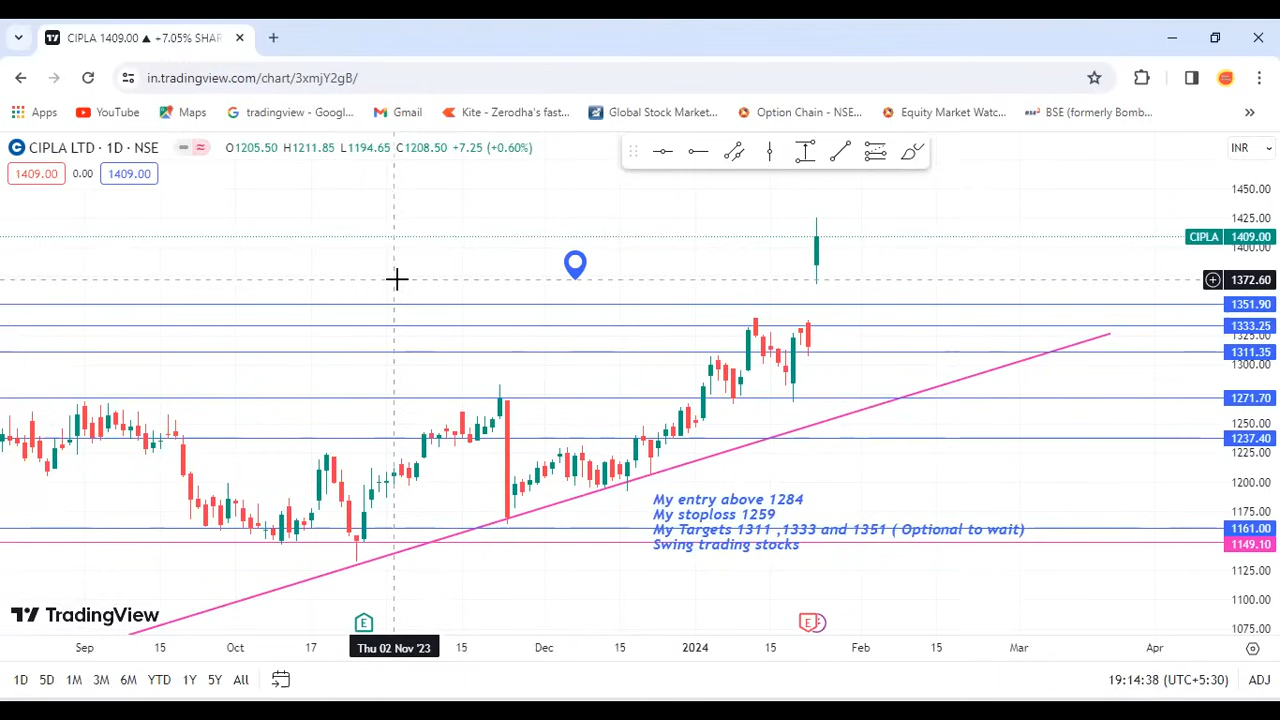 CIPLA 1409.00 ▲ +7.05% SHAR
in.tradingview.com/chart/3xmjY2gB/
Apps YouTube Maps tradingview - Googl... Gmail Kite - Zerodha's fast... Global Stock Market... Option Chain - NSE... Equity Market Watc... BSE (formerly Bomb...
CIPLA LTD · 1D · NSE O1205.50 H1211.85 L1194.65 C1208.50 +7.25 (+0.60%) INR
1409.00 0.00 1409.00
1450.00
1425.00
CIPLA 1409.00
1400.00
1372.60
1351.90
1333.25
1325.00
1311.35
1300.00
1271.70
1250.00
1237.40
1225.00
1200.00
My entry above 1284
My stoploss 1259
1175.00
My Targets 1311 ,1333 and 1351 ( Optional to wait)
1161.00
Swing trading stocks
1149.10
1125.00
1100.00
TradingView
E E
1075.00
Sep 15 Oct 17 Thu 02 Nov '23 15 Dec 15 2024 15 Feb 15 Mar Apr
1D 5D 1M 3M 6M YTD 1Y 5Y All 19:14:38 (UTC+5:30) ADJ